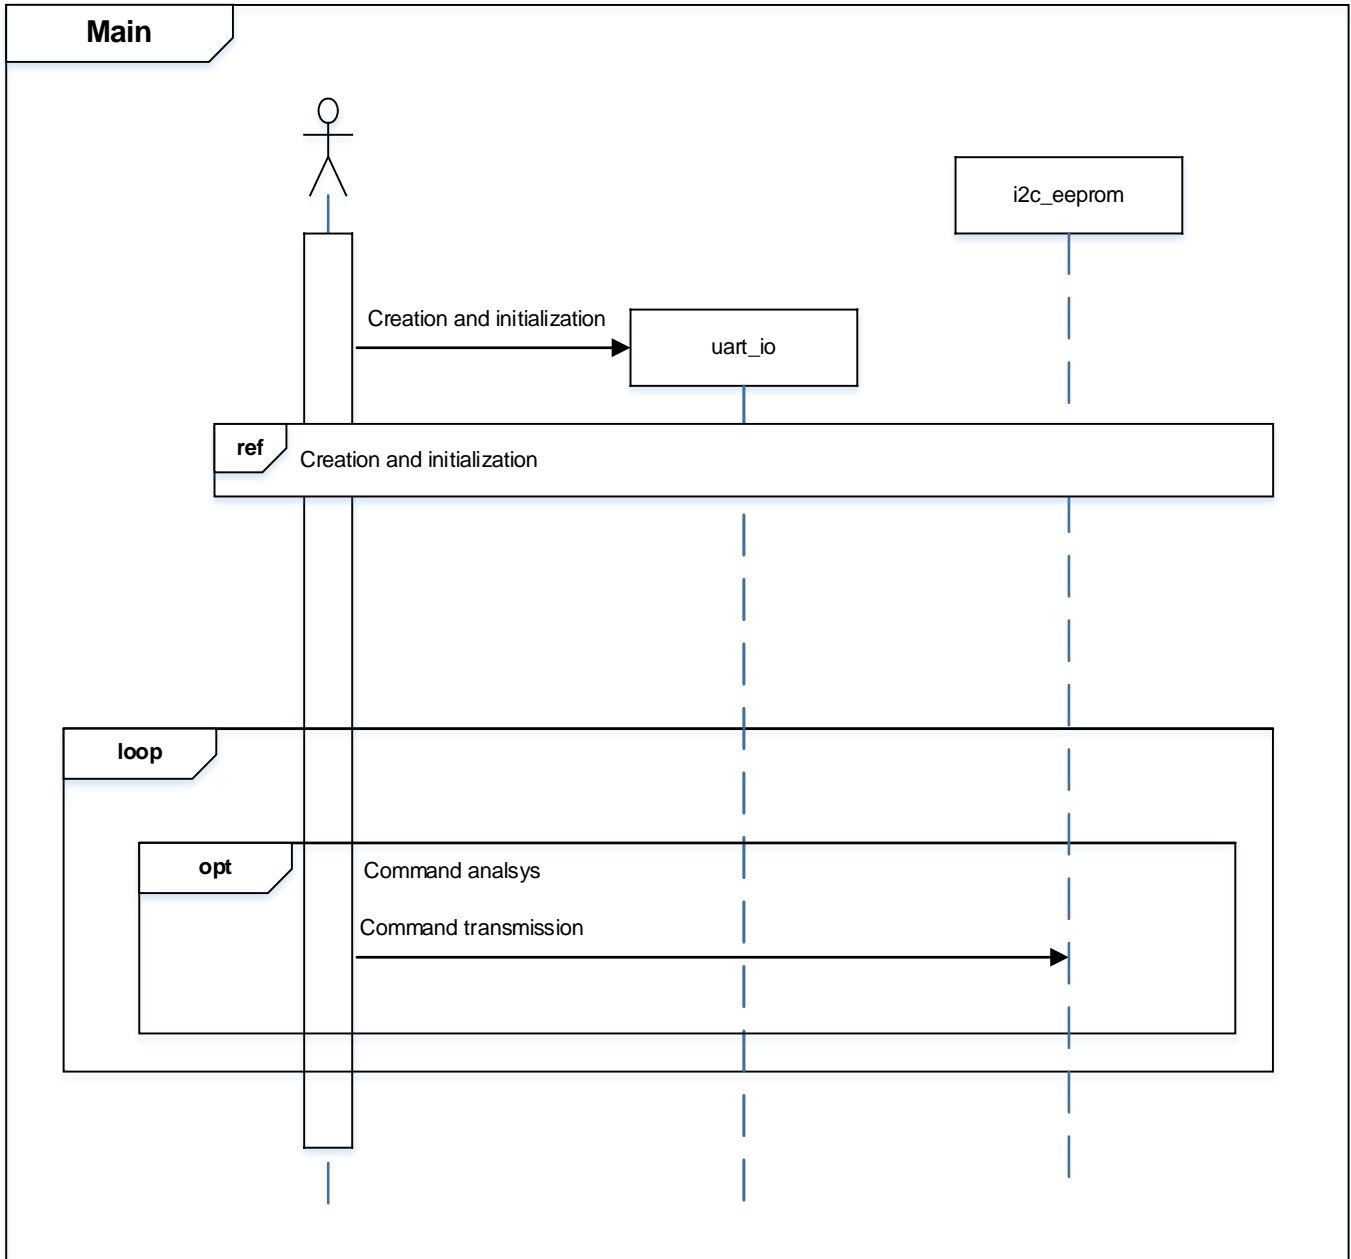 Main
i2c_eeprom
Creation and initialization
uart_io
ref
Creation and initialization
loop
opt
Command analsys
Command transmission